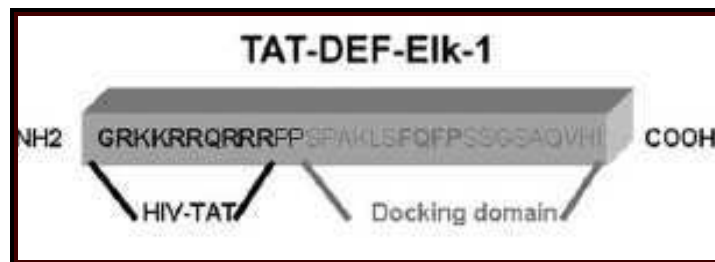 TAT-DEF-Elk-1
NH2 GRKKRRQRRRPPSPAKLSFQFPSSGSAQVHI COOH
HIV-TAT Docking domain